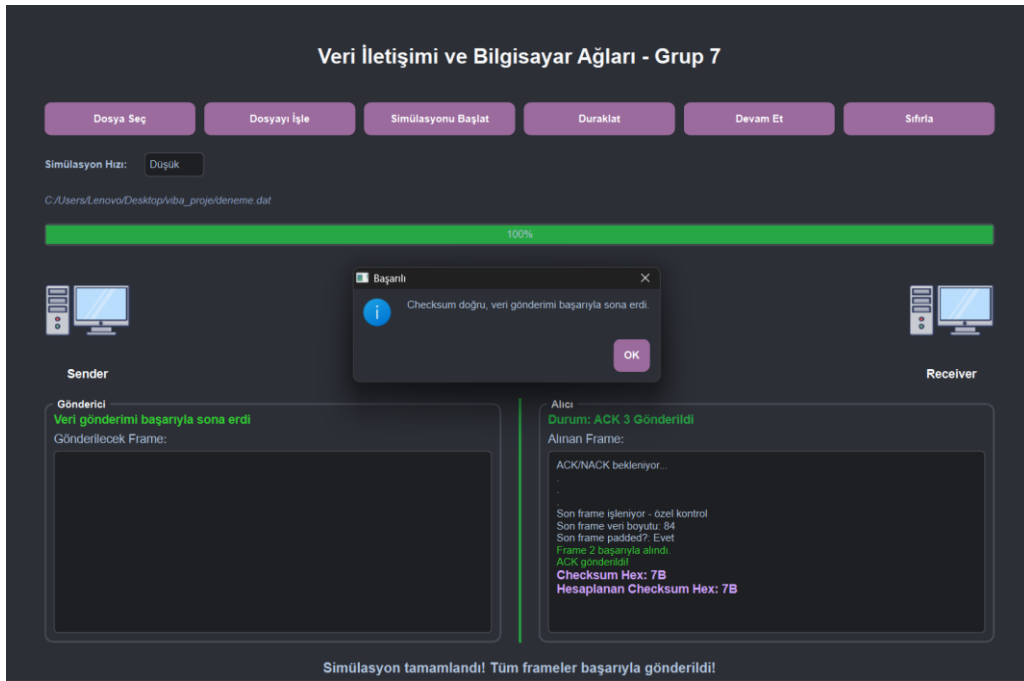 Veri İletişimi ve Bilgisayar Ağları - Grup 7
Dosya Seç
Dosyayı İşle
Simülasyonu Başlat
Duraklat
Devam Et
Sıfırla
Simülasyon Hızı:
Düşük
C:/Users/Lenovo/Desktop/viba_proje/deneme.dat
100%
Başarılı
Checksum doğru, veri gönderimi başarıyla sona erdi.
OK
Sender
Receiver
Gönderici
Veri gönderimi başarıyla sona erdi
Gönderilecek Frame:
Alıcı
Durum: ACK 3 Gönderildi
Alınan Frame:
ACK/NACK bekleniyor...
.
.
.
Son frame işleniyor - özel kontrol
Son frame veri boyutu: 84
Son frame padded?: Evet
Frame 2 başarıyla alındı.
ACK gönderildi!
Checksum Hex: 7B
Hesaplanan Checksum Hex: 7B
Simülasyon tamamlandı! Tüm frameler başarıyla gönderildi!